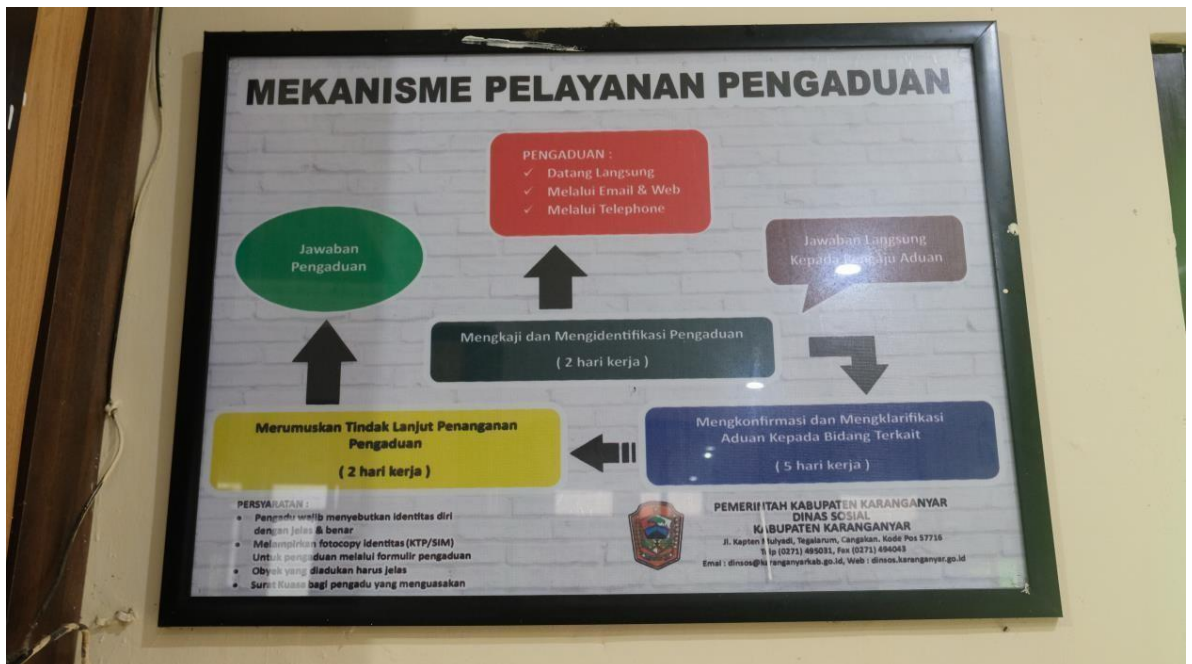 MEKANISME PELAYANAN PENGADUAN
PENGADUAN :
✓ Datang Langsung
✓ Melalui Email & Web
✓ Melalui Telephone
Jawaban
Pengaduan
Jawaban Langsung
Kepada Pengaju Aduan
Mengkaji dan Mengidentifikasi Pengaduan
( 2 hari kerja )
Merumuskan Tindak Lanjut Penanganan
Pengaduan
( 2 hari kerja )
Mengkonfirmasi dan Mengklarifikasi
Aduan Kepada Bidang Terkait
( 5 hari kerja )
PERSYARATAN :
• Pengadu wajib menyebutkan identitas diri
dengan jelas & benar
• Melampirkan fotocopy identitas (KTP/SIM)
Untuk pengaduan melalui formulir pengaduan
• Obyek yang diadukan harus jelas
• Surat Kuasa bagi pengadu yang menguasakan
PEMERINTAH KABUPATEN KARANGANYAR
DINAS SOSIAL
KABUPATEN KARANGANYAR
Jl. Kapten Mulyadi, Tegalarum, Cangakan. Kode Pos 57716
Telp (0271) 495031, Fax (0271) 494043
Emal : dinsos@karanganyarkab.go.id, Web : dinsos.karanganyar.go.id